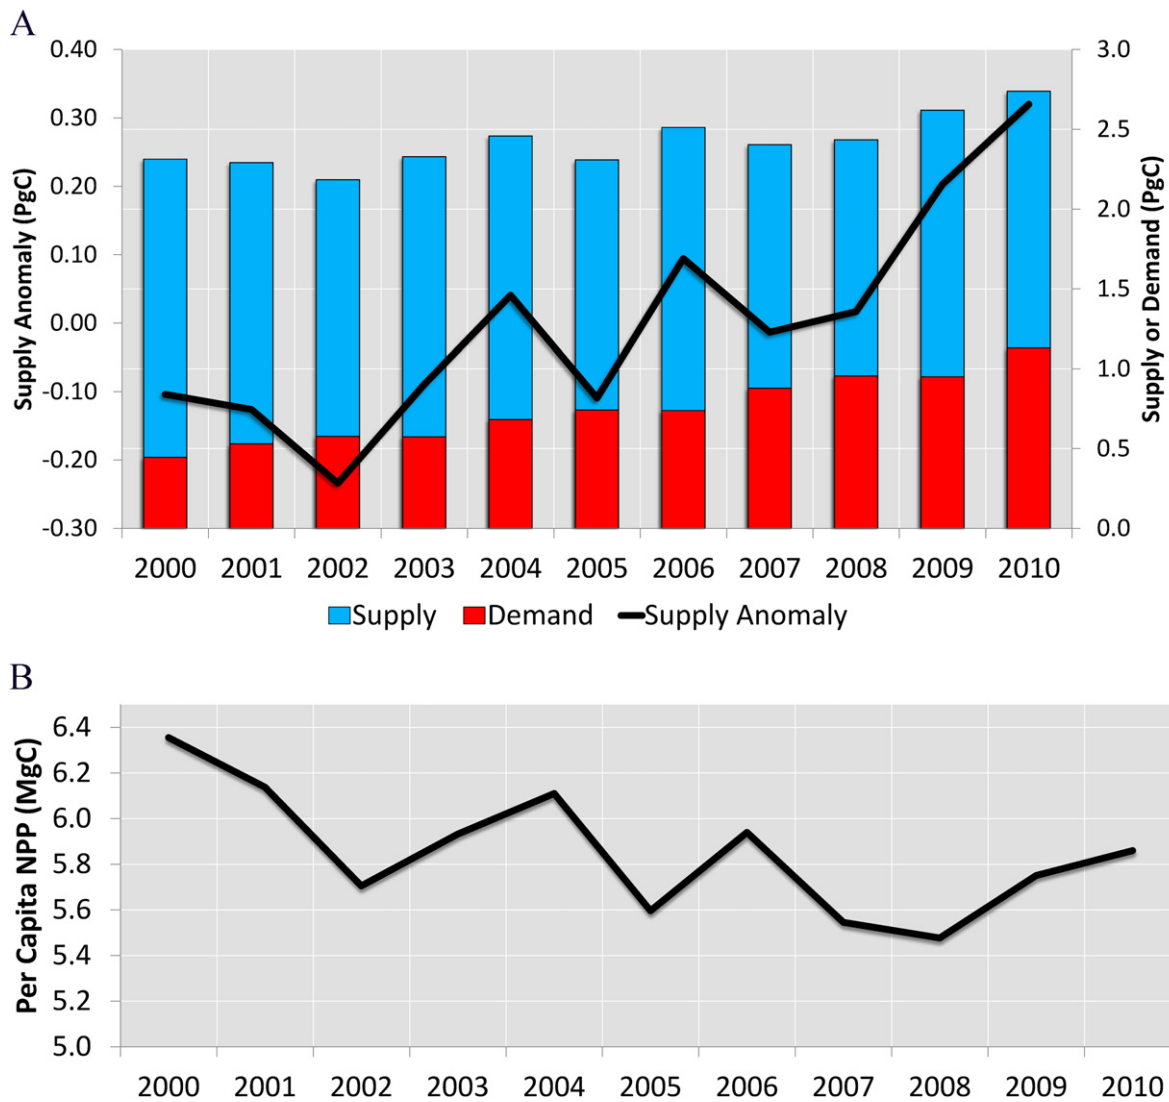 A
Supply Anomaly (PgC)
0.40
0.30
0.20
0.10
0.00
-0.10
-0.20
-0.30
3.0
2.5
2.0
1.5
1.0
0.5
0.0
Supply or Demand (PgC)
2000 2001 2002 2003 2004 2005 2006 2007 2008 2009 2010
Supply Demand Supply Anomaly
B
Per Capita NPP (MgC)
6.4
6.2
6.0
5.8
5.6
5.4
5.2
5.0
2000 2001 2002 2003 2004 2005 2006 2007 2008 2009 2010